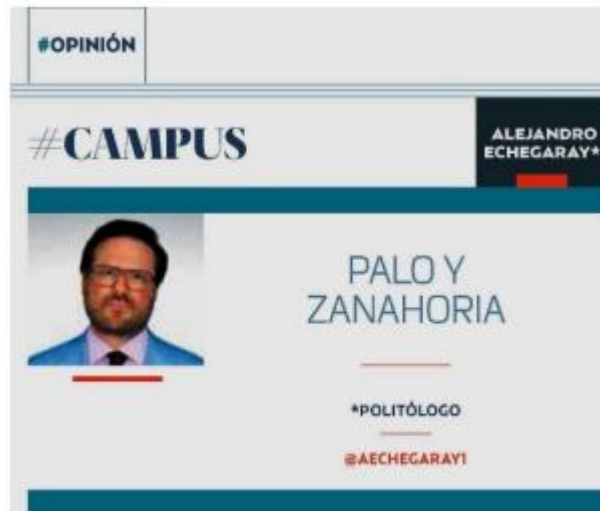 #OPINIÓN
#CAMPUS
ALEJANDRO
ECHEGARAY*
PALO Y
ZANAHORIA
*POLITÓLOGO
@AECHEGARAY1